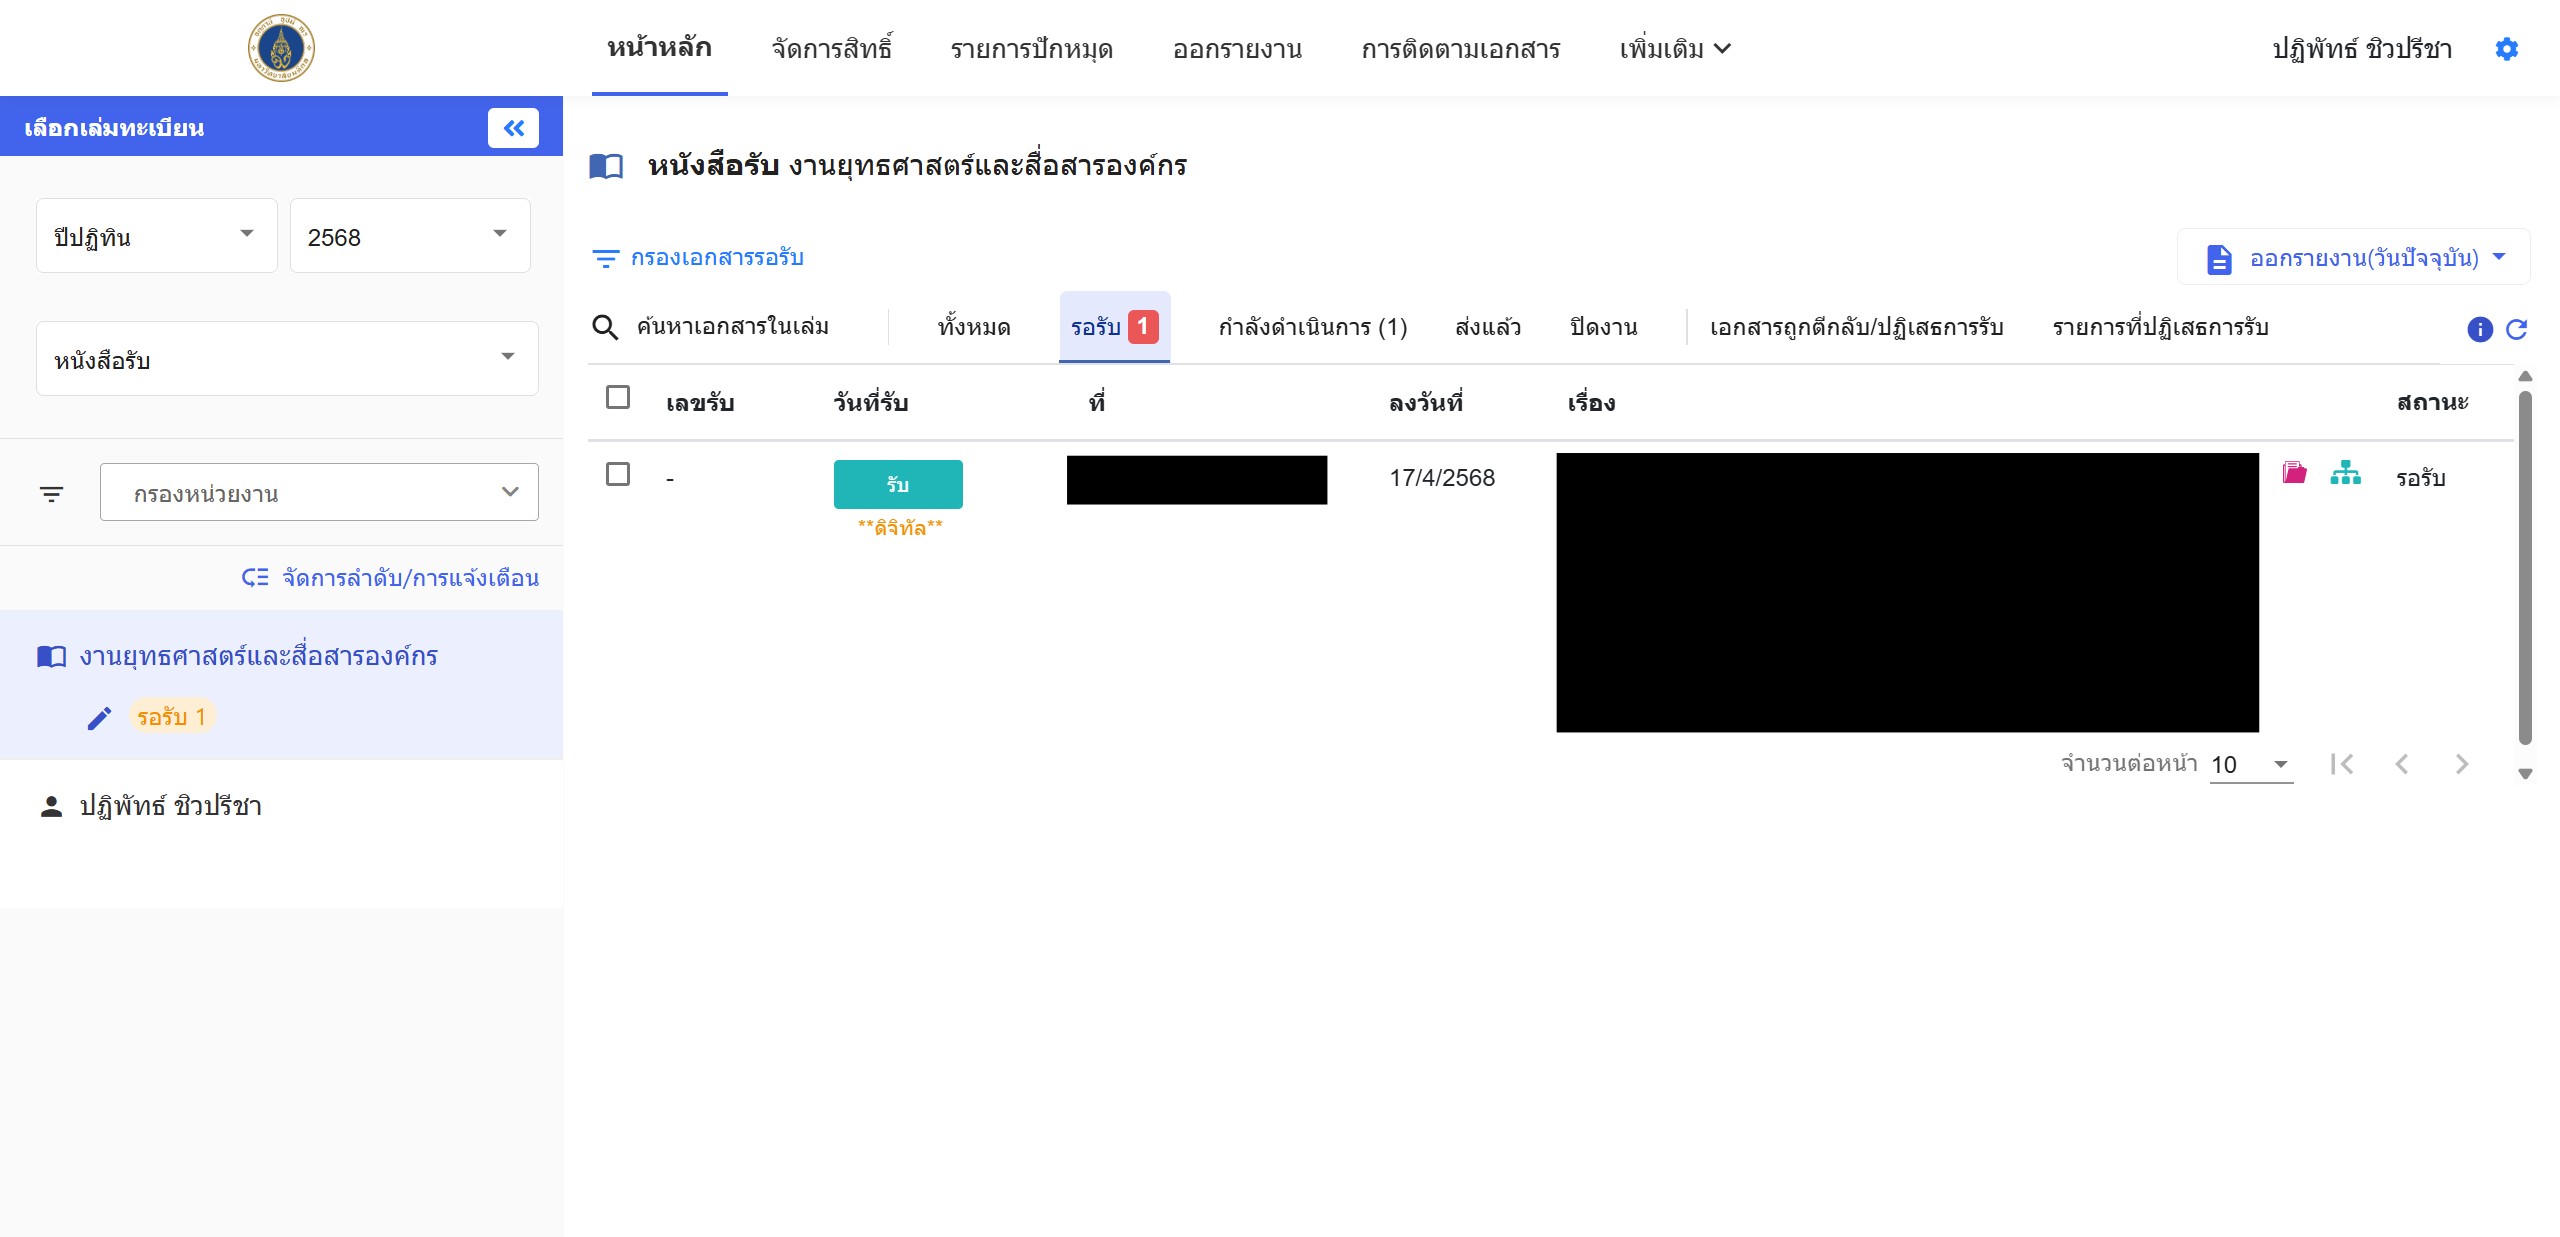 หน้าหลัก จัดการสิทธิ์ รายการปักหมุด ออกรายงาน การติดตามเอกสาร เพิ่มเติม ปฏิพัทธ์ ชิวปรีชา
เลือกเล่มทะเบียน
ปีปฏิทิน 2568
หนังสือรับ
กรองหน่วยงาน
จัดการลำดับ/การแจ้งเตือน
งานยุทธศาสตร์และสื่อสารองค์กร
รอรับ 1
ปฏิพัทธ์ ชิวปรีชา
หนังสือรับ งานยุทธศาสตร์และสื่อสารองค์กร
กรองเอกสารรอรับ ออกรายงาน(วันปัจจุบัน)
ค้นหาเอกสารในเล่ม ทั้งหมด รอรับ 1 กำลังดำเนินการ (1) ส่งแล้ว ปิดงาน เอกสารถูกตีกลับ/ปฏิเสธการรับ รายการที่ปฏิเสธการรับ
เลขรับ วันที่รับ ที่ ลงวันที่ เรื่อง สถานะ
- รับ 17/4/2568 รอรับ
**ดิจิทัล**
จำนวนต่อหน้า 10